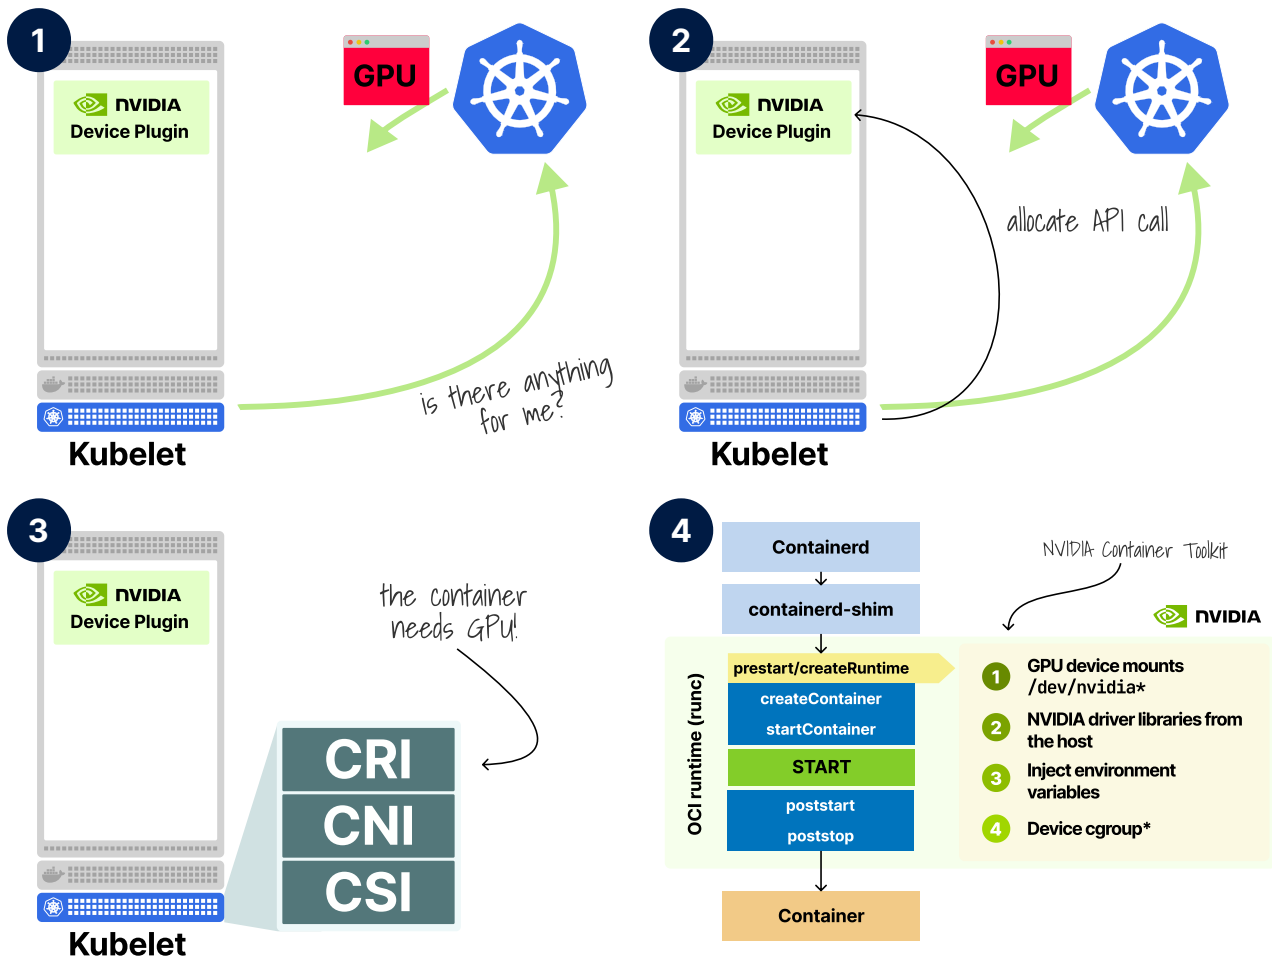 1
NVIDIA
Device Plugin
GPU
is there anything
for me?
Kubelet
2
NVIDIA
Device Plugin
GPU
allocate API call
Kubelet
3
NVIDIA
Device Plugin
the container
needs GPU!
CRI
CNI
CSI
Kubelet
4
Containerd
containerd-shim
NVIDIA Container Toolkit
NVIDIA
OCI runtime (runc)
prestart/createRuntime
createContainer
startContainer
START
poststart
poststop
Container
1
GPU device mounts
/dev/nvidia*
2
NVIDIA driver libraries from
the host
3
Inject environment
variables
4
Device cgroup*